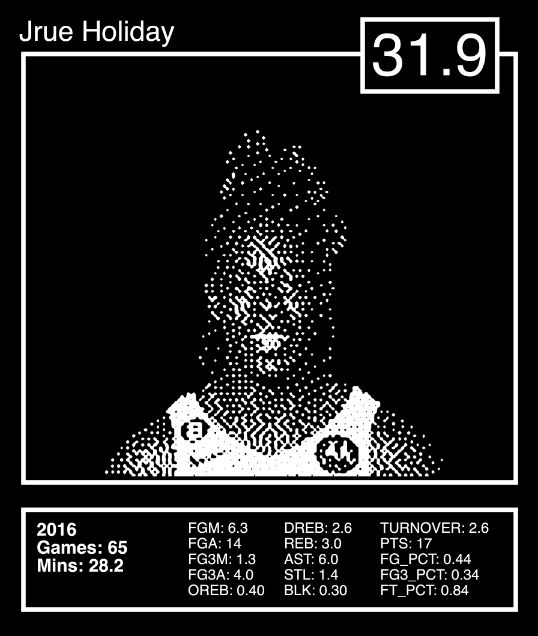 Jrue Holiday
31.9
2016
Games: 65
Mins: 28.2
FGM: 6.3
FGA: 14
FG3M: 1.3
FG3A: 4.0
OREB: 0.40
DREB: 2.6
REB: 3.0
AST: 6.0
STL: 1.4
BLK: 0.30
TURNOVER: 2.6
PTS: 17
FG_PCT: 0.44
FG3_PCT: 0.34
FT_PCT: 0.84